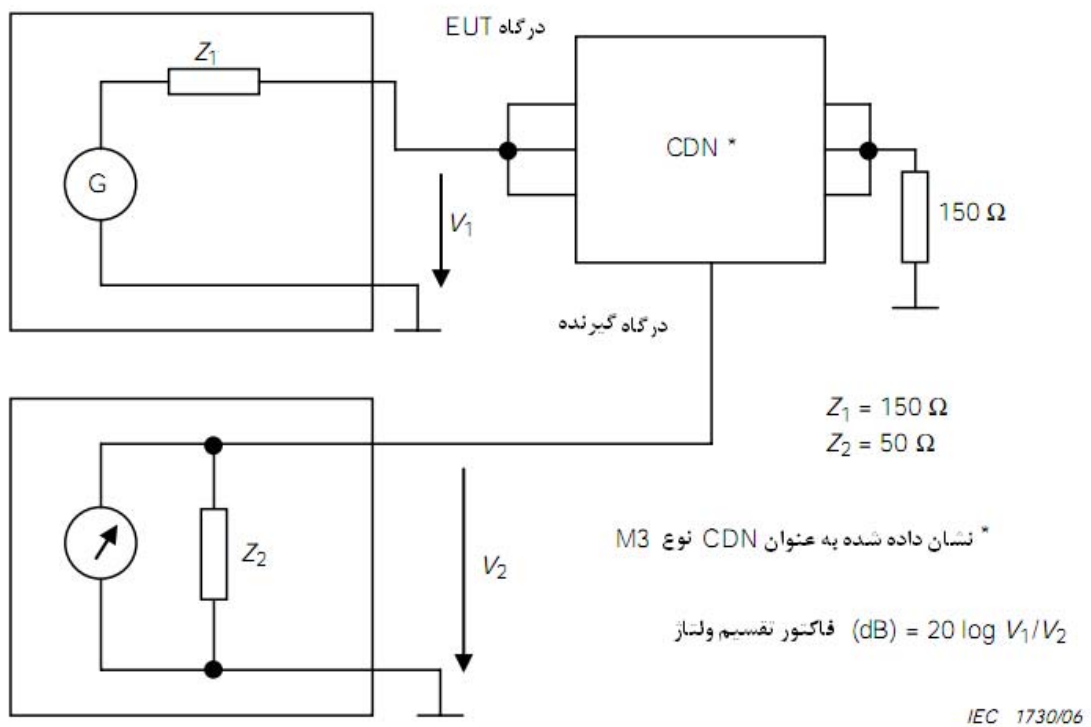 درگاه EUT
Z1
G
V1
CDN *
150 Ω
درگاه گیرنده
Z1 = 150 Ω
Z2 = 50 Ω
Z2
V2
* نشان داده شده به عنوان CDN نوع M3
فاکتور تقسیم ولتاژ (dB) = 20 log V1/V2
IEC 1730/06